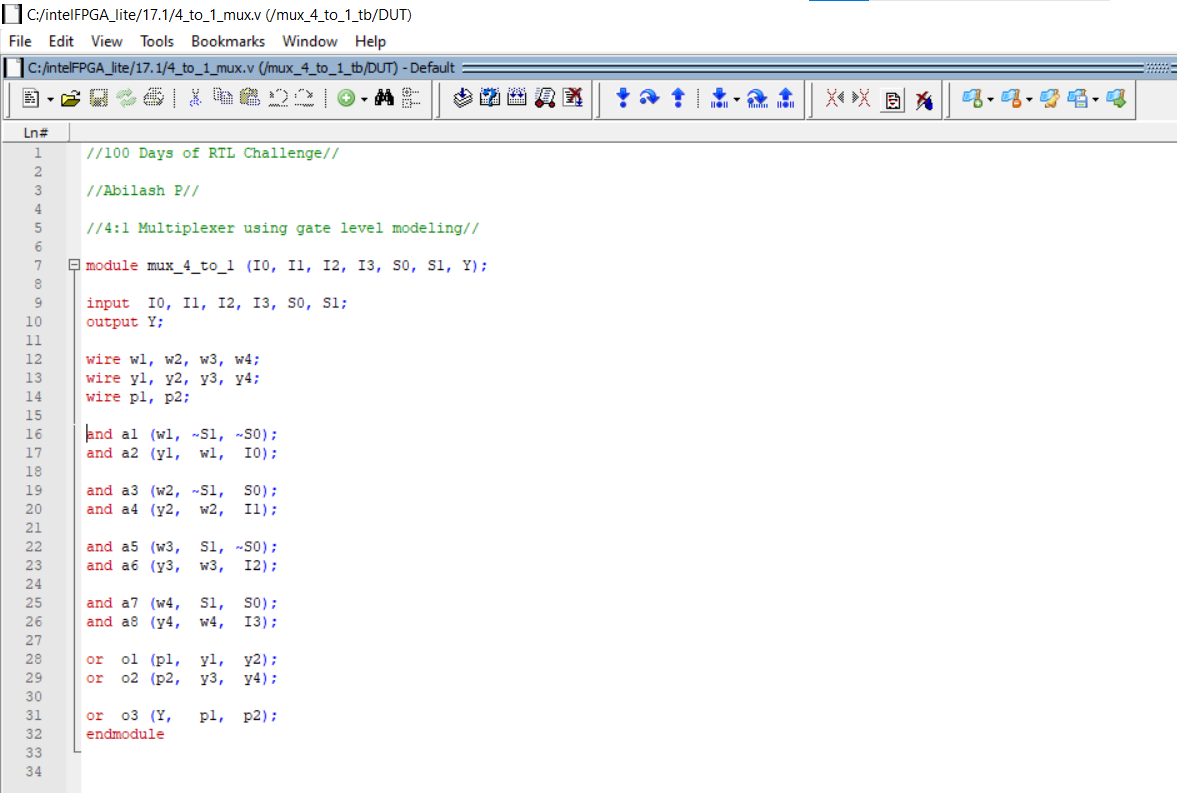 C:/intelFPGA_lite/17.1/4_to_1_mux.v (/mux_4_to_1_tb/DUT)
File Edit View Tools Bookmarks Window Help
C:/intelFPGA_lite/17.1/4_to_1_mux.v (/mux_4_to_1_tb/DUT) - Default
Ln#
1 //100 Days of RTL Challenge//
2
3 //Abilash P//
4
5 //4:1 Multiplexer using gate level modeling//
6
7 module mux_4_to_1 (I0, I1, I2, I3, S0, S1, Y);
8
9 input  I0, I1, I2, I3, S0, S1;
10 output Y;
11
12 wire w1, w2, w3, w4;
13 wire y1, y2, y3, y4;
14 wire p1, p2;
15
16 and a1 (w1, ~S1, ~S0);
17 and a2 (y1,  w1,  I0);
18
19 and a3 (w2, ~S1,  S0);
20 and a4 (y2,  w2,  I1);
21
22 and a5 (w3,  S1, ~S0);
23 and a6 (y3,  w3,  I2);
24
25 and a7 (w4,  S1,  S0);
26 and a8 (y4,  w4,  I3);
27
28 or  o1 (p1,  y1,  y2);
29 or  o2 (p2,  y3,  y4);
30
31 or  o3 (Y,   p1,  p2);
32 endmodule
33
34